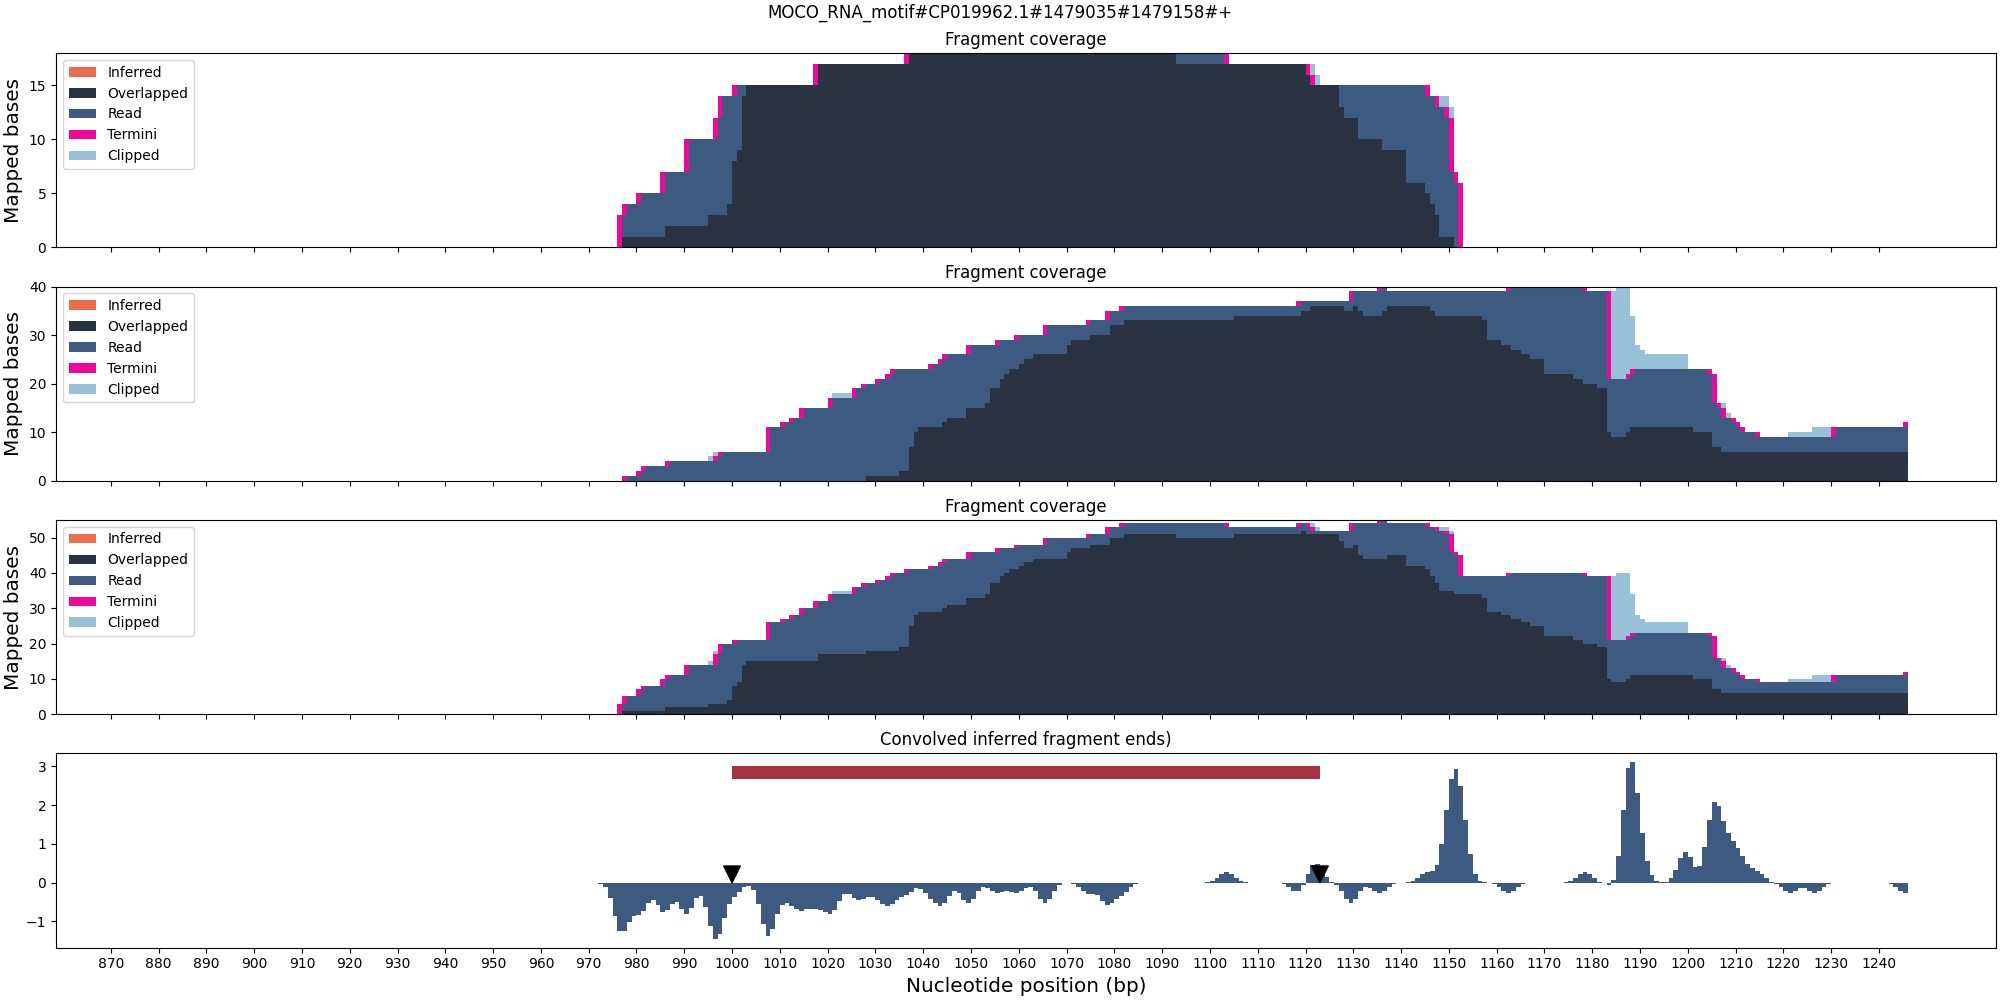 MOCO_RNA_motif#CP019962.1#1479035#1479158#+
Fragment coverage
Mapped bases
15
10
5
0
Inferred
Overlapped
Read
Termini
Clipped
Fragment coverage
Mapped bases
40
30
20
10
0
Inferred
Overlapped
Read
Termini
Clipped
Fragment coverage
Mapped bases
50
40
30
20
10
0
Inferred
Overlapped
Read
Termini
Clipped
Convolved inferred fragment ends)
3
2
1
0
−1
870 880 890 900 910 920 930 940 950 960 970 980 990 1000 1010 1020 1030 1040 1050 1060 1070 1080 1090 1100 1110 1120 1130 1140 1150 1160 1170 1180 1190 1200 1210 1220 1230 1240
Nucleotide position (bp)